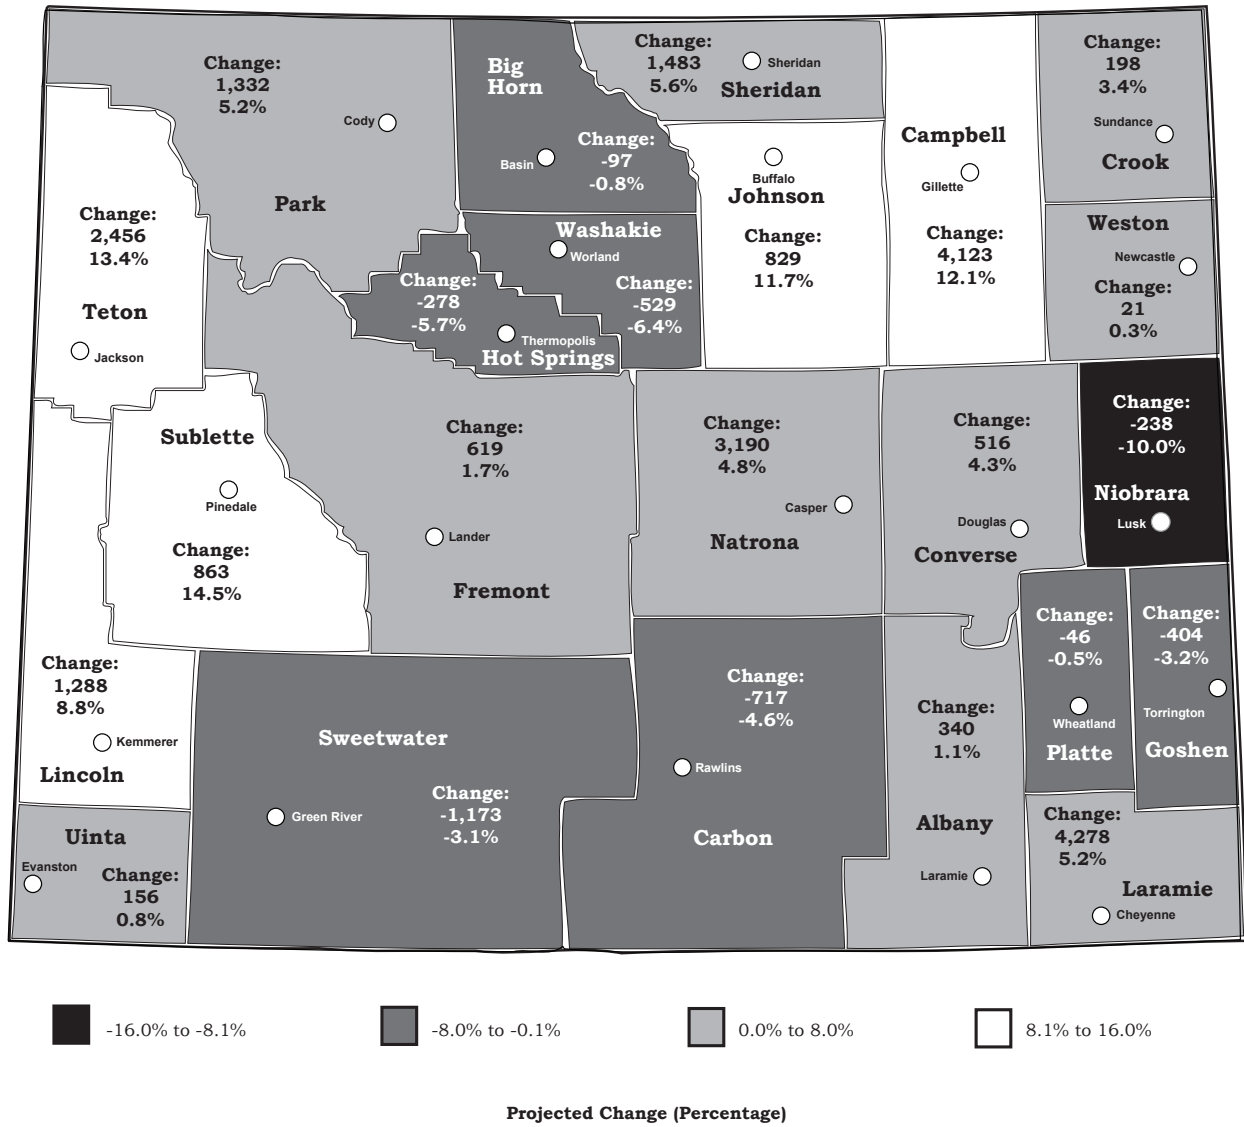 Change:
1,332
5.2%
Cody
Park
Big
Horn
Basin
Change:
-97
-0.8%
Change:
1,483
5.6%
Sheridan
Sheridan
Campbell
Gillette
Change:
4,123
12.1%
Change:
198
3.4%
Sundance
Crook
Buffalo
Johnson
Change:
829
11.7%
Weston
Newcastle
Change:
21
0.3%
Change:
2,456
13.4%
Teton
Jackson
Washakie
Worland
Change:
-529
-6.4%
Change:
-278
-5.7%
Thermopolis
Hot Springs
Sublette
Pinedale
Change:
863
14.5%
Change:
619
1.7%
Lander
Fremont
Change:
3,190
4.8%
Casper
Natrona
Change:
516
4.3%
Douglas
Converse
Change:
-238
-10.0%
Niobrara
Lusk
Change:
1,288
8.8%
Kemmerer
Lincoln
Sweetwater
Green River
Change:
-1,173
-3.1%
Change:
-717
-4.6%
Rawlins
Carbon
Change:
340
1.1%
Albany
Laramie
Change:
-46
-0.5%
Wheatland
Platte
Change:
-404
-3.2%
Torrington
Goshen
Uinta
Evanston
Change:
156
0.8%
Change:
4,278
5.2%
Laramie
Cheyenne
-16.0% to -8.1%
-8.0% to -0.1%
0.0% to 8.0%
8.1% to 16.0%
Projected Change (Percentage)